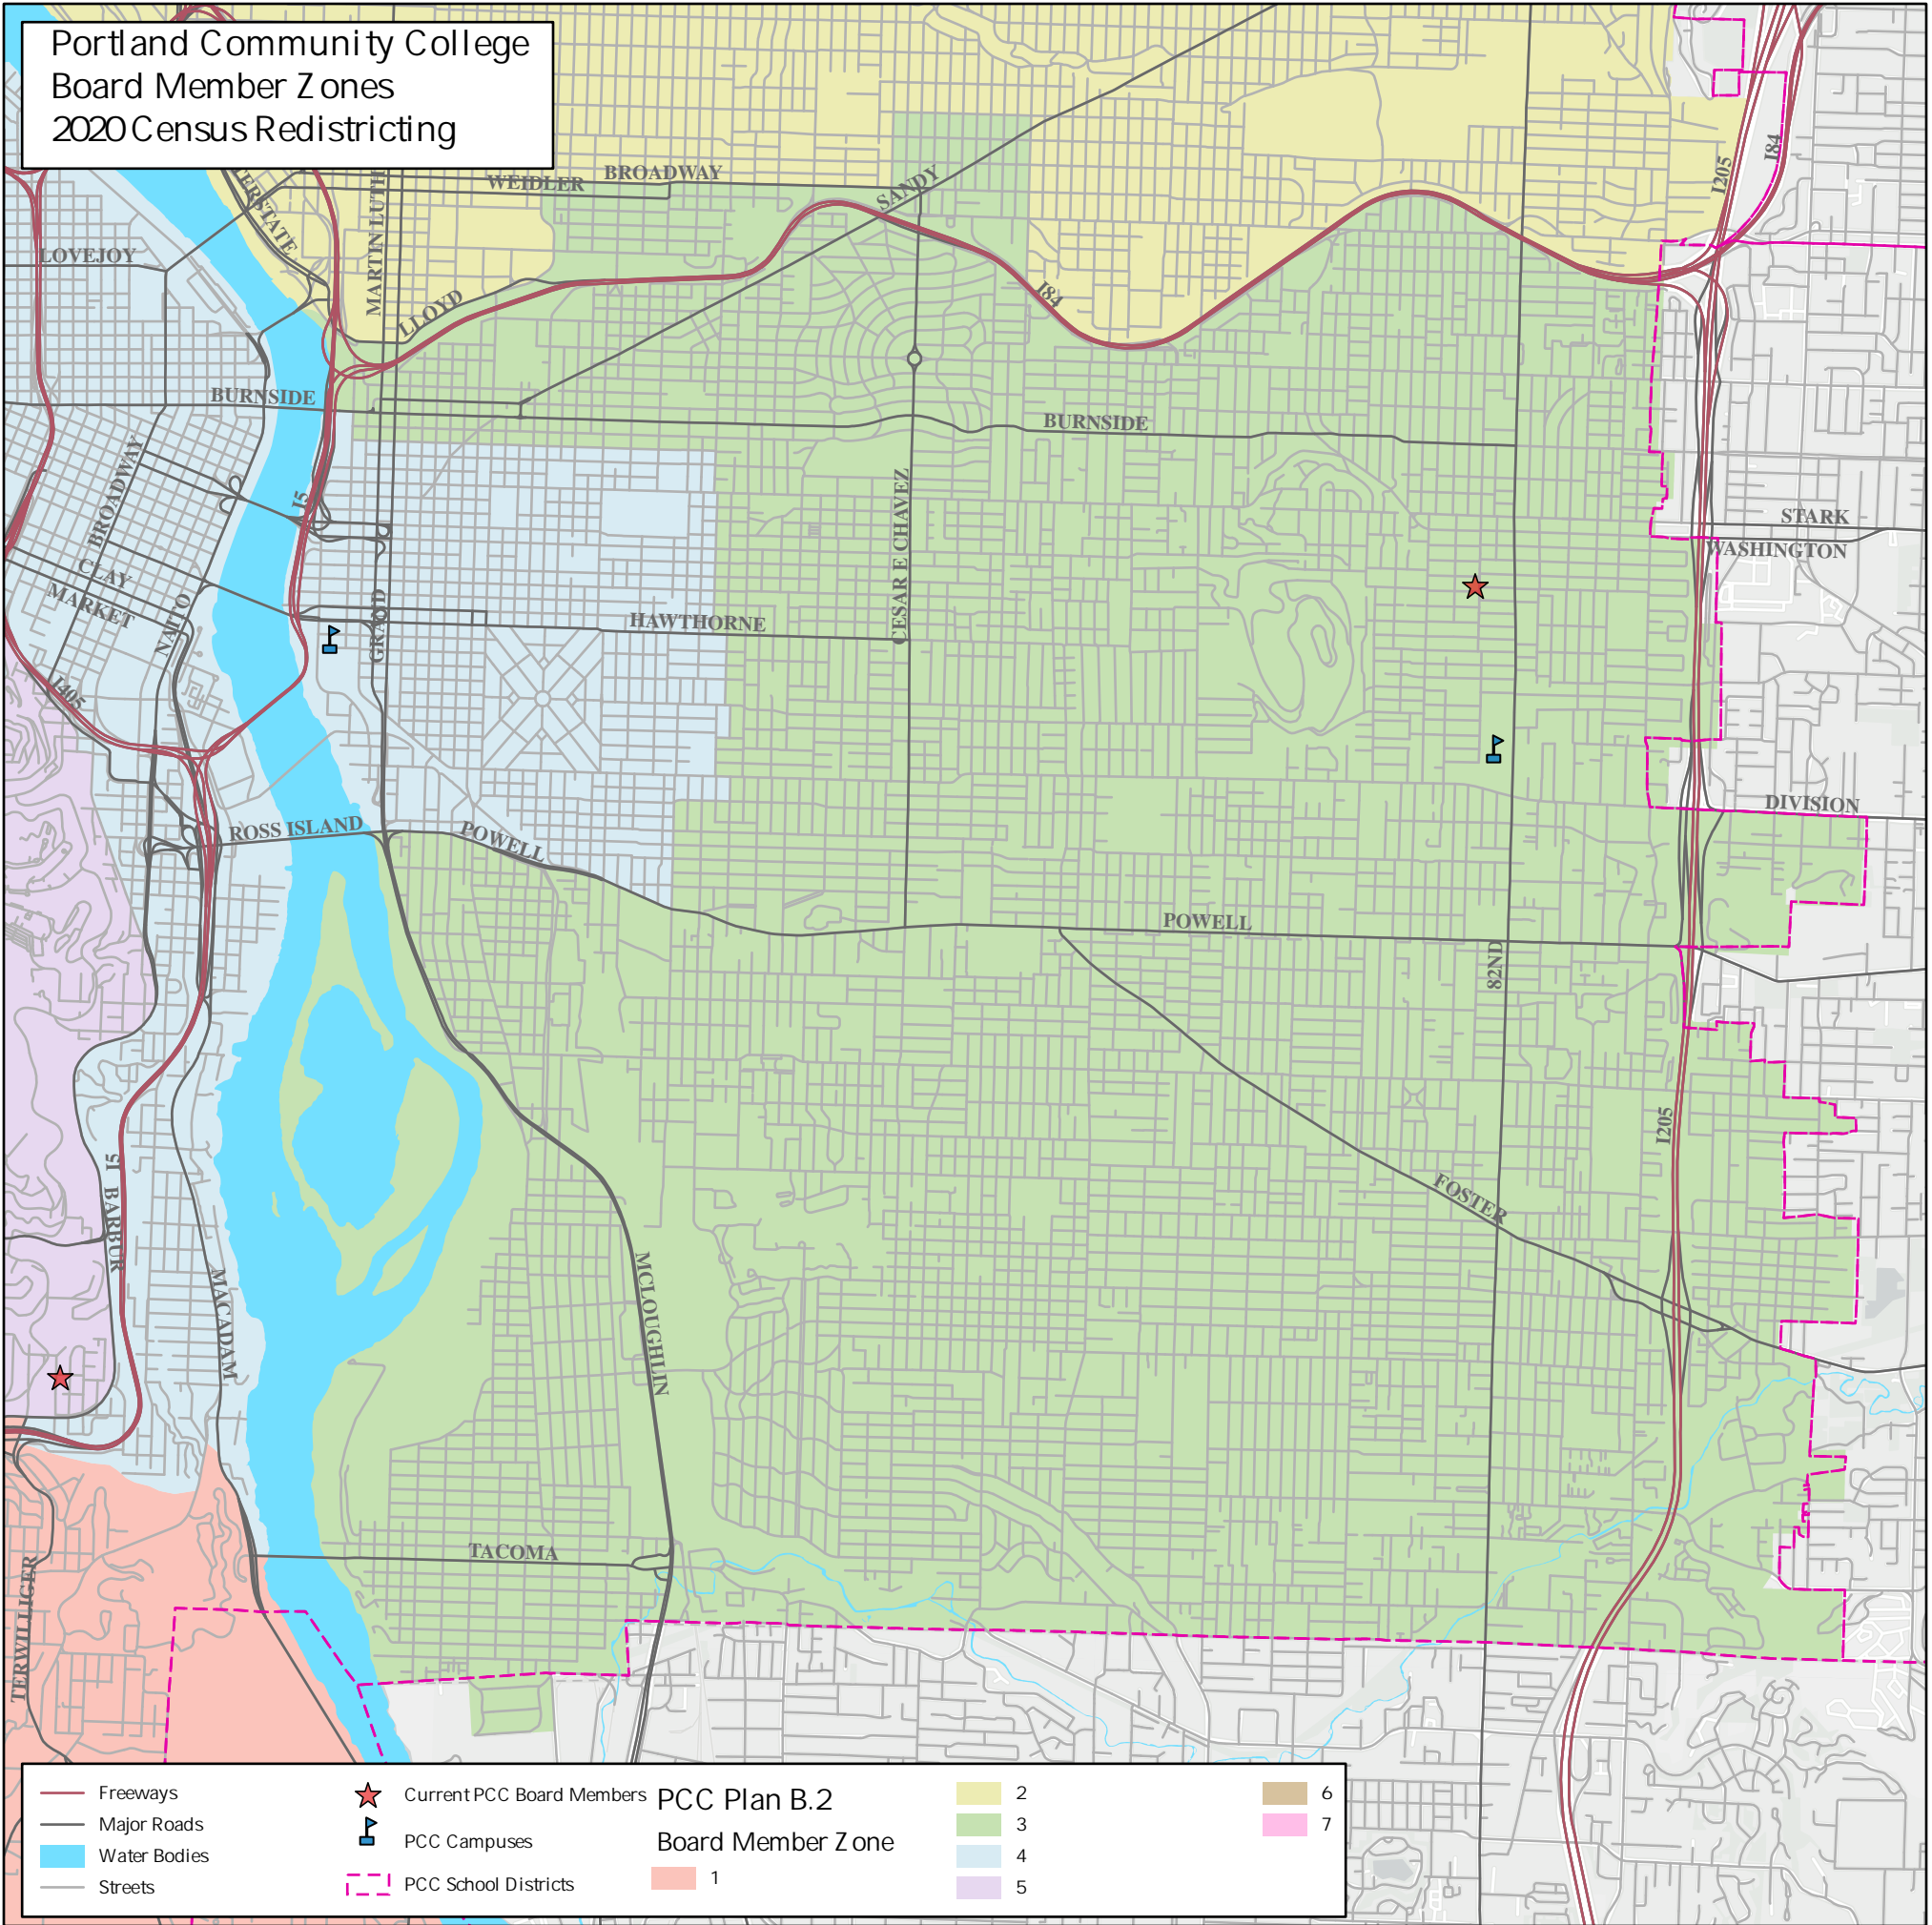 Portland Community College
Board Member Zones
2020 Census Redistricting
WEIDLER
BROADWAY
SANDY
I205
I84
ERSTATE
MARTIN LUTH
LOVEJOY
LLOYD
I84
BURNSIDE
BURNSIDE
BROADWAY
I5
CESAR E CHAVEZ
STARK
WASHINGTON
CLAY
MARKET
NAITO
GRAND
HAWTHORNE
I405
ROSS ISLAND
POWELL
DIVISION
POWELL
82ND
I205
I5
BARBUR
FOSTER
MACADAM
MCLOUGHLIN
TACOMA
TERWILLIGER
Freeways
Major Roads
Water Bodies
Streets
Current PCC Board Members
PCC Campuses
PCC School Districts
PCC Plan B.2
Board Member Zone
1
2
3
4
5
6
7